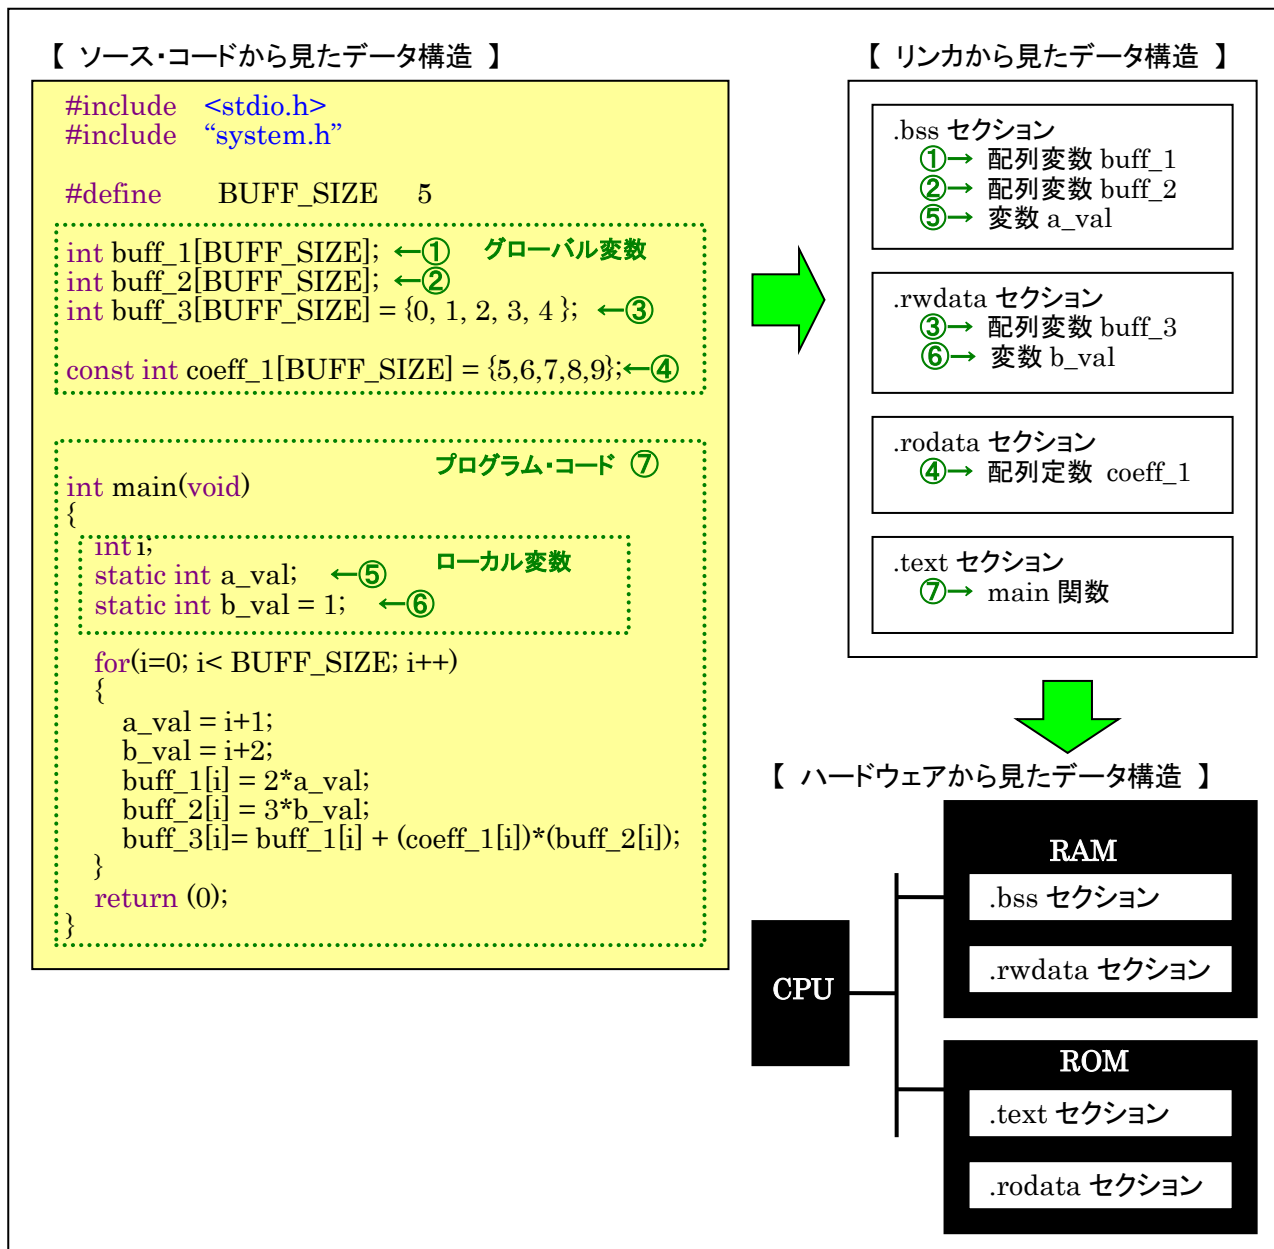 【 ソース・コードから見たデータ構造 】
#include <stdio.h>
#include “system.h”
#define BUFF_SIZE 5
int buff_1[BUFF_SIZE]; ←① グローバル変数
int buff_2[BUFF_SIZE]; ←②
int buff_3[BUFF_SIZE] = {0, 1, 2, 3, 4 }; ←③
const int coeff_1[BUFF_SIZE] = {5,6,7,8,9};←④
プログラム・コード ⑦
int main(void)
{
int i;
ローカル変数
static int a_val; ←⑤
static int b_val = 1; ←⑥
for(i=0; i< BUFF_SIZE; i++)
{
a_val = i+1;
b_val = i+2;
buff_1[i] = 2*a_val;
buff_2[i] = 3*b_val;
buff_3[i]= buff_1[i] + (coeff_1[i])*(buff_2[i]);
}
return (0);
}
【 リンカから見たデータ構造 】
.bss セクション
①→ 配列変数 buff_1
②→ 配列変数 buff_2
⑤→ 変数 a_val
.rwdata セクション
③→ 配列変数 buff_3
⑥→ 変数 b_val
.rodata セクション
④→ 配列定数 coeff_1
.text セクション
⑦→ main 関数
【 ハードウェアから見たデータ構造 】
CPU
RAM
.bss セクション
.rwdata セクション
ROM
.text セクション
.rodata セクション